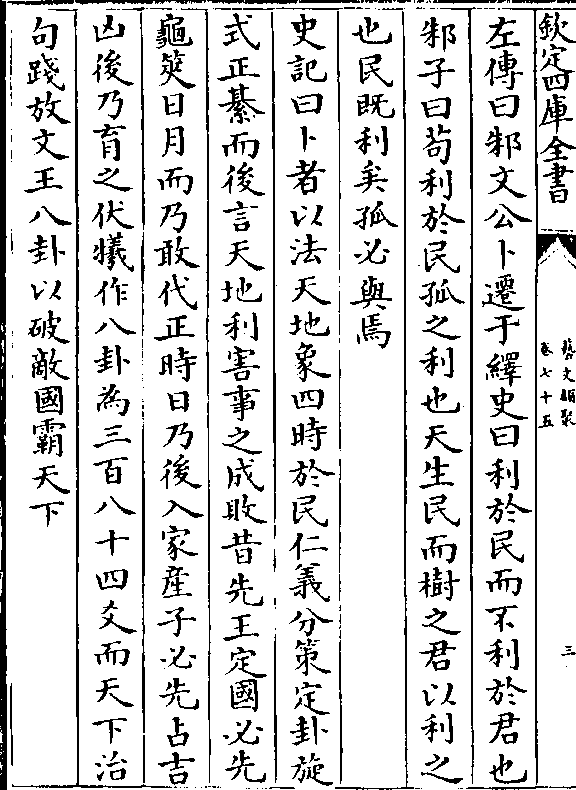 欽定四庫全書
藝文類聚
卷七十五
三
左傳曰邾文公卜遷于繹史曰利於民而不利於君也
邾子曰苟利於民孤之利也天生民而樹之君以利之
也民既利矣孤必與焉
史記曰卜者以法天地象四時於民仁義分策定卦旋
式正綦而後言天地利害事之成敗昔先王定國必先
龜筴日月而乃敢代正時日乃後入家産子必先占吉
凶後乃育之伏犧作八卦為三百八十四爻而天下治
句踐放文王八卦以破敵國霸天下